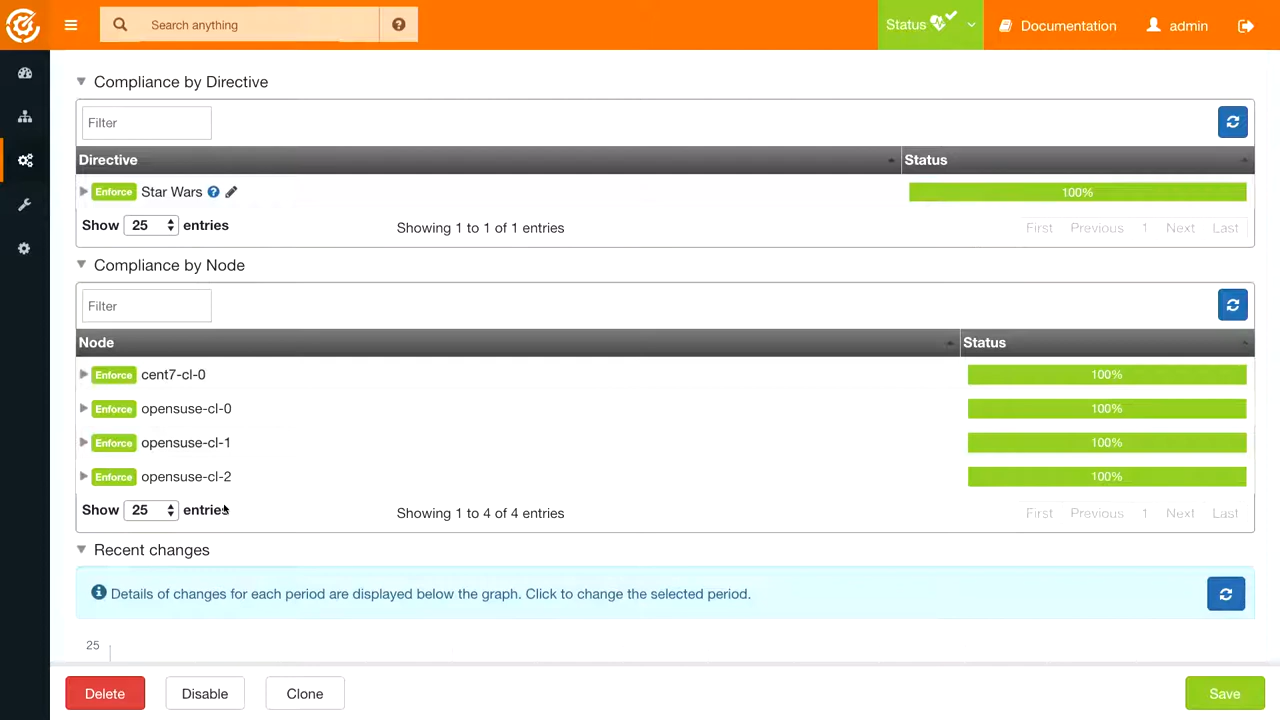 Search anything
Status
Documentation
admin
Compliance by Directive
Filter
Directive
Status
Enforce Star Wars
100%
Show 25 entries
Showing 1 to 1 of 1 entries
First Previous 1 Next Last
Compliance by Node
Filter
Node
Status
Enforce cent7-cl-0
100%
Enforce opensuse-cl-0
100%
Enforce opensuse-cl-1
100%
Enforce opensuse-cl-2
100%
Show 25 entries
Showing 1 to 4 of 4 entries
First Previous 1 Next Last
Recent changes
Details of changes for each period are displayed below the graph. Click to change the selected period.
25
Delete
Disable
Clone
Save